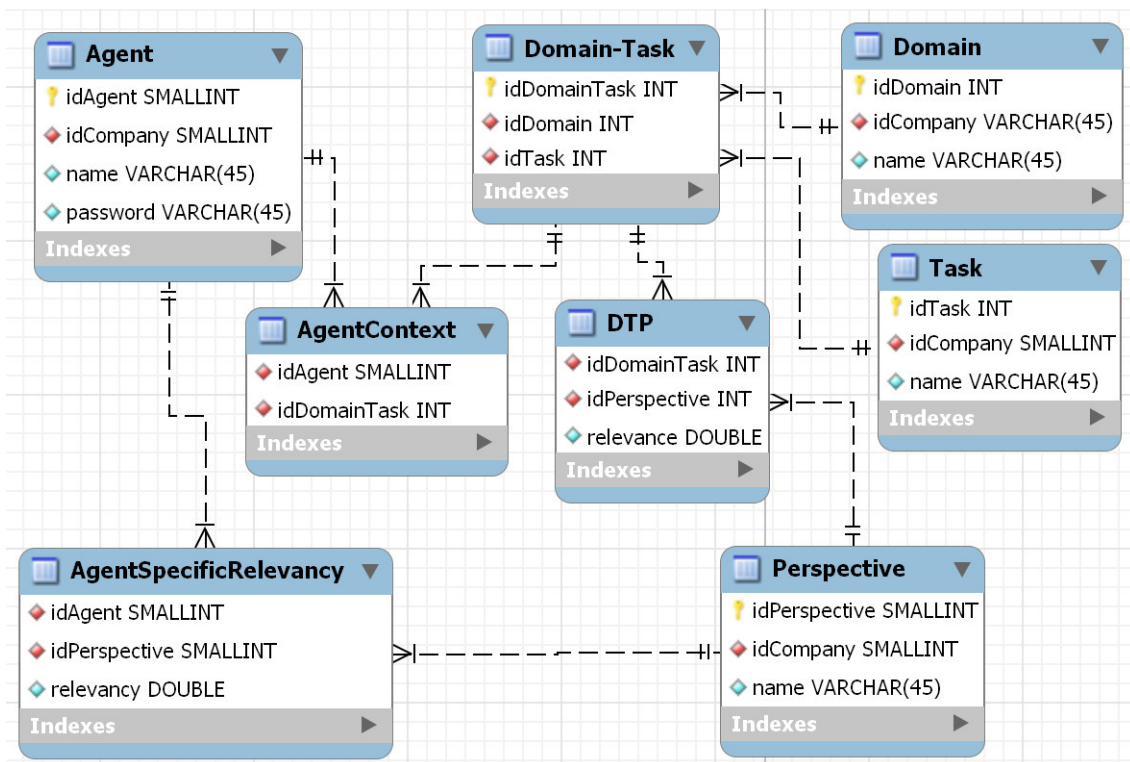 Agent
idAgent SMALLINT
idCompany SMALLINT
name VARCHAR(45)
password VARCHAR(45)
Indexes
Domain-Task
idDomainTask INT
idDomain INT
idTask INT
Indexes
Domain
idDomain INT
idCompany VARCHAR(45)
name VARCHAR(45)
Indexes
Task
idTask INT
idCompany SMALLINT
name VARCHAR(45)
Indexes
AgentContext
idAgent SMALLINT
idDomainTask INT
Indexes
DTP
idDomainTask INT
idPerspective INT
relevance DOUBLE
Indexes
AgentSpecificRelevancy
idAgent SMALLINT
idPerspective SMALLINT
relevancy DOUBLE
Indexes
Perspective
idPerspective SMALLINT
idCompany SMALLINT
name VARCHAR(45)
Indexes